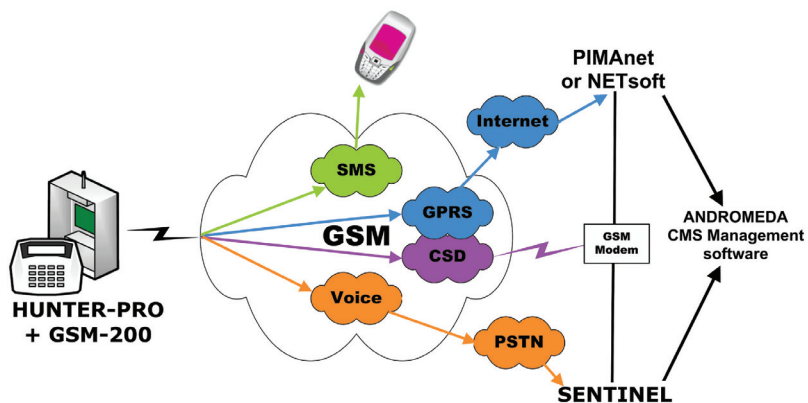 PIMAnet
or NETsoft
Internet
SMS
GPRS
GSM
CSD
GSM
Modem
ANDROMEDA
CMS Management
software
Voice
HUNTER-PRO
+ GSM-200
PSTN
SENTINEL